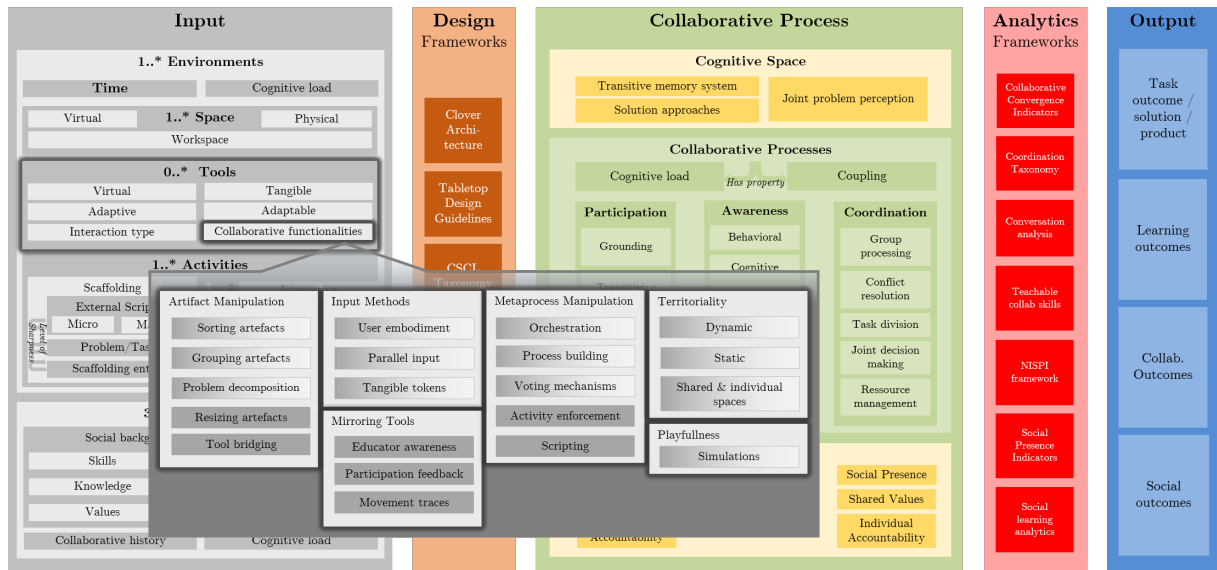 Input
1..* Environments
Time
Cognitive load
Virtual
1..* Space
Physical
Workspace
0..* Tools
Virtual
Tangible
Adaptive
Adaptable
Interaction type
Collaborative functionalities
1..* Activities
Scaffolding
External Scrip
Micro
Level of
Sharpness
Problem/Tas
Scaffolding ent
3
Social backg
Skills
Knowledge
Values
Collaborative history
Cognitive load
Artifact Manipulation
Sorting artefacts
Grouping artefacts
Problem decomposition
Resizing artefacts
Tool bridging
Input Methods
User embodiment
Parallel input
Tangible tokens
Mirroring Tools
Educator awareness
Participation feedback
Movement traces
Metaprocess Manipulation
Orchestration
Process building
Voting mechanisms
Activity enforcement
Scripting
Territoriality
Dynamic
Static
Shared & individual
spaces
Playfullness
Simulations
Design
Frameworks
Clover
Archi-
tecture
Tabletop
Design
Guidelines
CSCL
Taxonomy
Collaborative Process
Cognitive Space
Transitive memory system
Solution approaches
Joint problem perception
Collaborative Processes
Cognitive load
Has property
Coupling
Participation
Grounding
Awareness
Behavioral
Cognitive
Coordination
Group
processing
Conflict
resolution
Task division
Joint decision
making
Ressource
management
Social Presence
Shared Values
Individual
Accountability
Accountability
Analytics
Frameworks
Collaborative
Convergence
Indicators
Coordination
Taxonomy
Conversation
analysis
Teachable
collab skills
NISPI
framework
Social
Presence
Indicators
Social
learning
analytics
Output
Task
outcome /
solution /
product
Learning
outcomes
Collab.
Outcomes
Social
outcomes